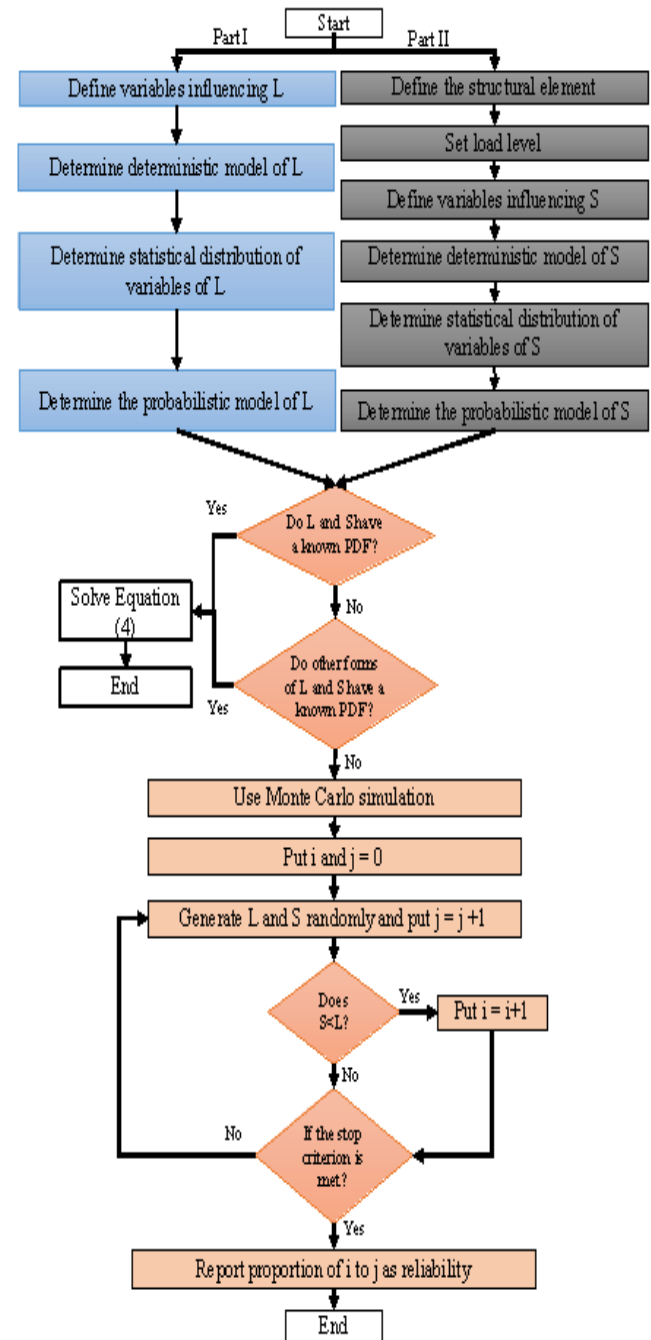 Start
Part I
Part II
Define variables influencing L
Determine deterministic model of L
Determine statistical distribution of
variables of L
Determine the probabilistic model of L
Define the structural element
Set load level
Define variables influencing S
Determine deterministic model of S
Determine statistical distribution of
variables of S
Determine the probabilistic model of S
Do L and S have
a known PDF?
Yes
No
Solve Equation
(4)
End
Do other forms
of L and S have a
known PDF?
Yes
No
Use Monte Carlo simulation
Put i and j = 0
Generate L and S randomly and put j = j +1
Does
S<L?
Yes
Put i = i+1
No
If the stop
criterion is
met?
No
Yes
Report proportion of i to j as reliability
End